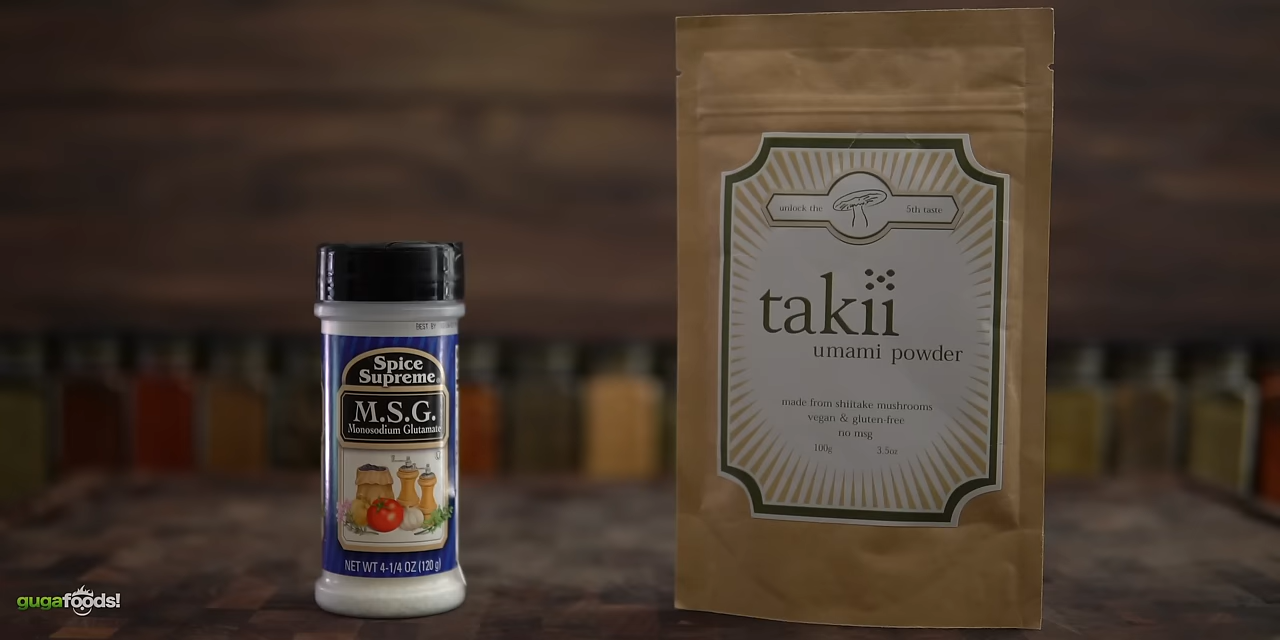 BEST BY
Spice
Supreme
M.S.G.
Monosodium Glutamate
NET WT 4-1/4 OZ (120 g)
unlock the 5th taste
takii
umami powder
made from shiitake mushrooms
vegan & gluten-free
no msg
100g 3.5oz
gugafoods!